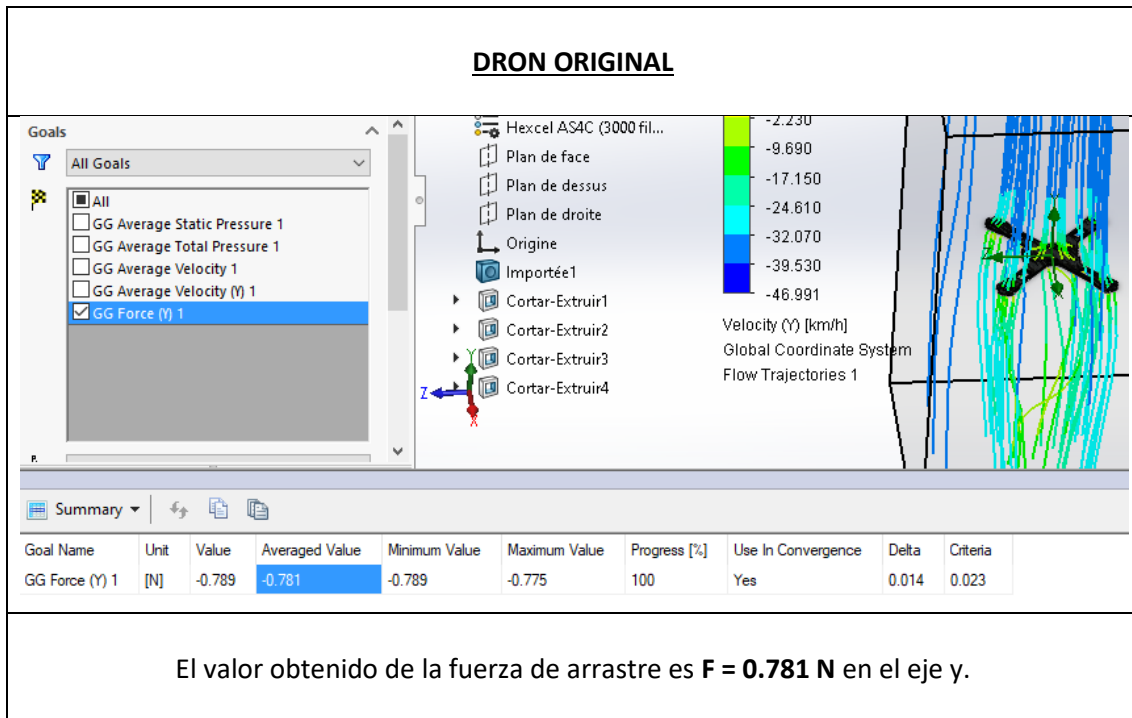 DRON ORIGINAL
Goals
All Goals
All
GG Average Static Pressure 1
GG Average Total Pressure 1
GG Average Velocity 1
GG Average Velocity (Y) 1
GG Force (Y) 1
Hexcel AS4C (3000 fil...
Plan de face
Plan de dessus
Plan de droite
Origine
Importée1
Cortar-Extruir1
Cortar-Extruir2
Cortar-Extruir3
Cortar-Extruir4
Y
Z
X
-2.230
-9.690
-17.150
-24.610
-32.070
-39.530
-46.991
Velocity (Y) [km/h]
Global Coordinate System
Flow Trajectories 1
Summary
Goal Name Unit Value Averaged Value Minimum Value Maximum Value Progress [%] Use In Convergence Delta Criteria
GG Force (Y) 1 [N] -0.789 -0.781 -0.789 -0.775 100 Yes 0.014 0.023
El valor obtenido de la fuerza de arrastre es F = 0.781 N en el eje y.